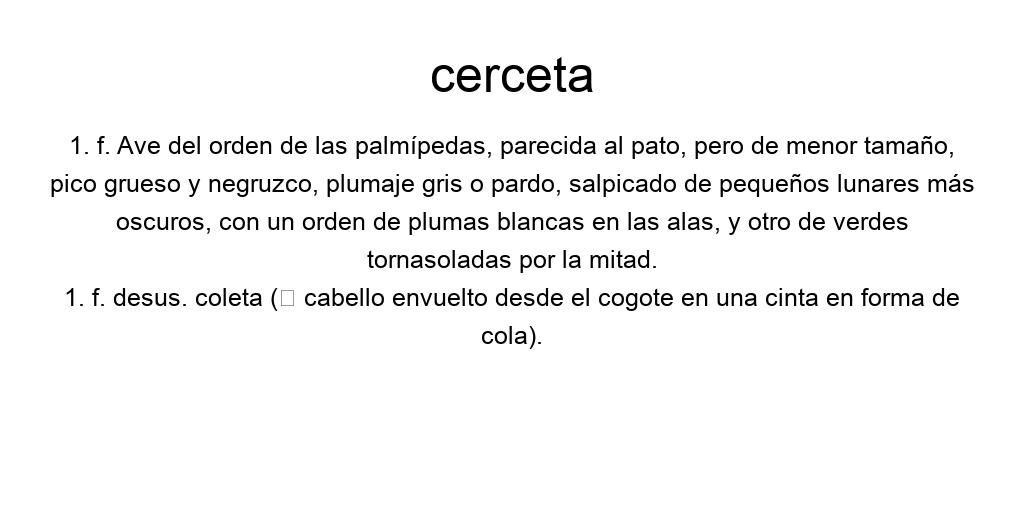 cerceta
1. f. Ave del orden de las palmípedas, parecida al pato, pero de menor tamaño,
pico grueso y negruzco, plumaje gris o pardo, salpicado de pequeños lunares más
oscuros, con un orden de plumas blancas en las alas, y otro de verdes
tornasoladas por la mitad.
1. f. desus. coleta (□ cabello envuelto desde el cogote en una cinta en forma de
cola).